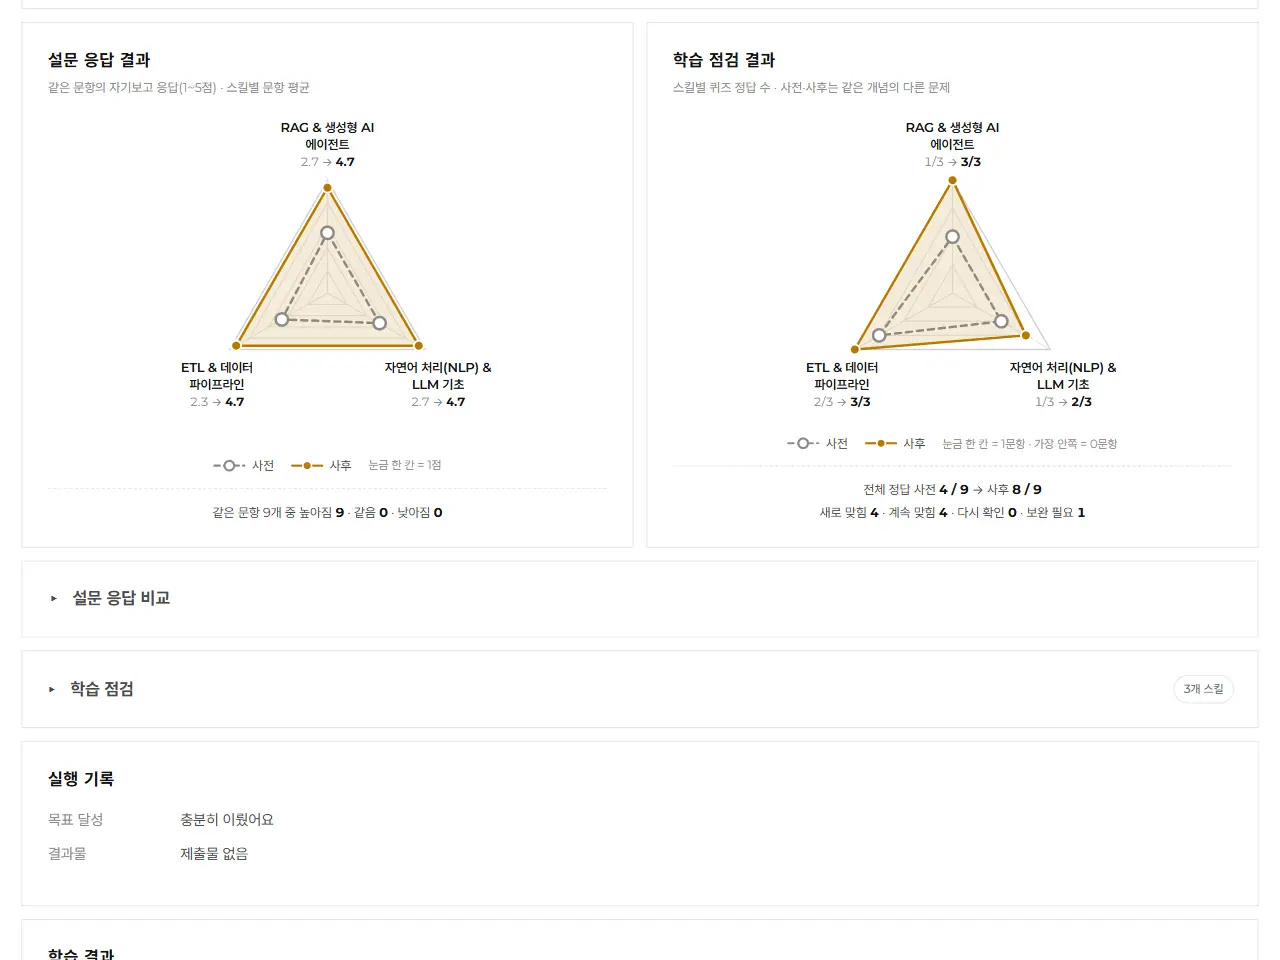 설문 응답 결과
같은 문항의 자기보고 응답(1~5점) · 스킬별 문항 평균
RAG & 생성형 AI
에이전트
2.7 → 4.7
ETL & 데이터
파이프라인
2.3 → 4.7
자연어 처리(NLP) &
LLM 기초
2.7 → 4.7
사전 사후 눈금 한 칸 = 1점
같은 문항 9개 중 높아짐 9 · 같음 0 · 낮아짐 0
학습 점검 결과
스킬별 퀴즈 정답 수 · 사전·사후는 같은 개념의 다른 문제
RAG & 생성형 AI
에이전트
1/3 → 3/3
ETL & 데이터
파이프라인
2/3 → 3/3
자연어 처리(NLP) &
LLM 기초
1/3 → 2/3
사전 사후 눈금 한 칸 = 1문항 · 가장 안쪽 = 0문항
전체 정답 사전 4 / 9 → 사후 8 / 9
새로 맞힘 4 · 계속 맞힘 4 · 다시 확인 0 · 보완 필요 1
▸ 설문 응답 비교
▸ 학습 점검
3개 스킬
실행 기록
목표 달성 충분히 이뤘어요
결과물 제출물 없음
학습 결과